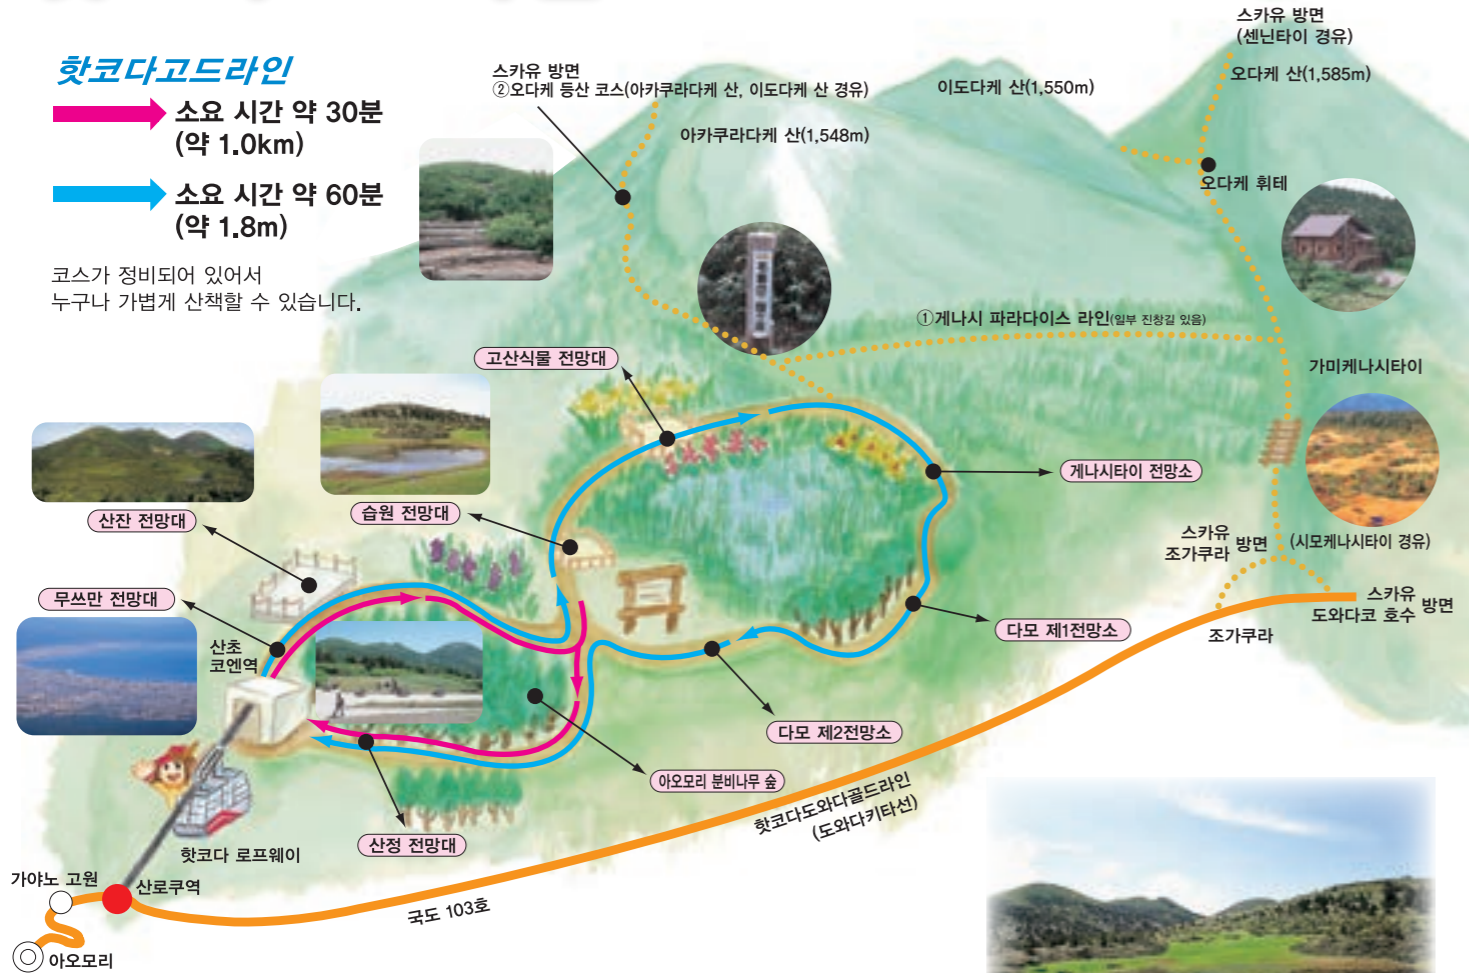 핫코다고드라인
소요 시간 약 30분
(약 1.0km)
소요 시간 약 60분
(약 1.8m)
코스가 정비되어 있어서
누구나 가볍게 산책할 수 있습니다.
스카유 방면
②오다케 등산 코스(아카쿠라다케 산, 이도다케 산 경유)
아카쿠라다케 산(1,548m)
이도다케 산(1,550m)
스카유 방면
(센닌타이 경유)
오다케 산(1,585m)
오다케 휘테
①게나시 파라다이스 라인(일부 진창길 있음)
가미케나시타이
고산식물 전망대
게나시타이 전망소
습원 전망대
산잔 전망대
무쓰만 전망대
산초
코엔역
스카유
조가쿠라
방면
(시모케나시타이 경유)
스카유
도와다코 호수
방면
조가쿠라
다모 제1전망소
다모 제2전망소
아오모리 분비나무 숲
산정 전망대
핫코다도와다골드라인
(도와다키타선)
핫코다 로프웨이
가야노 고원
산로쿠역
국도 103호
아오모리